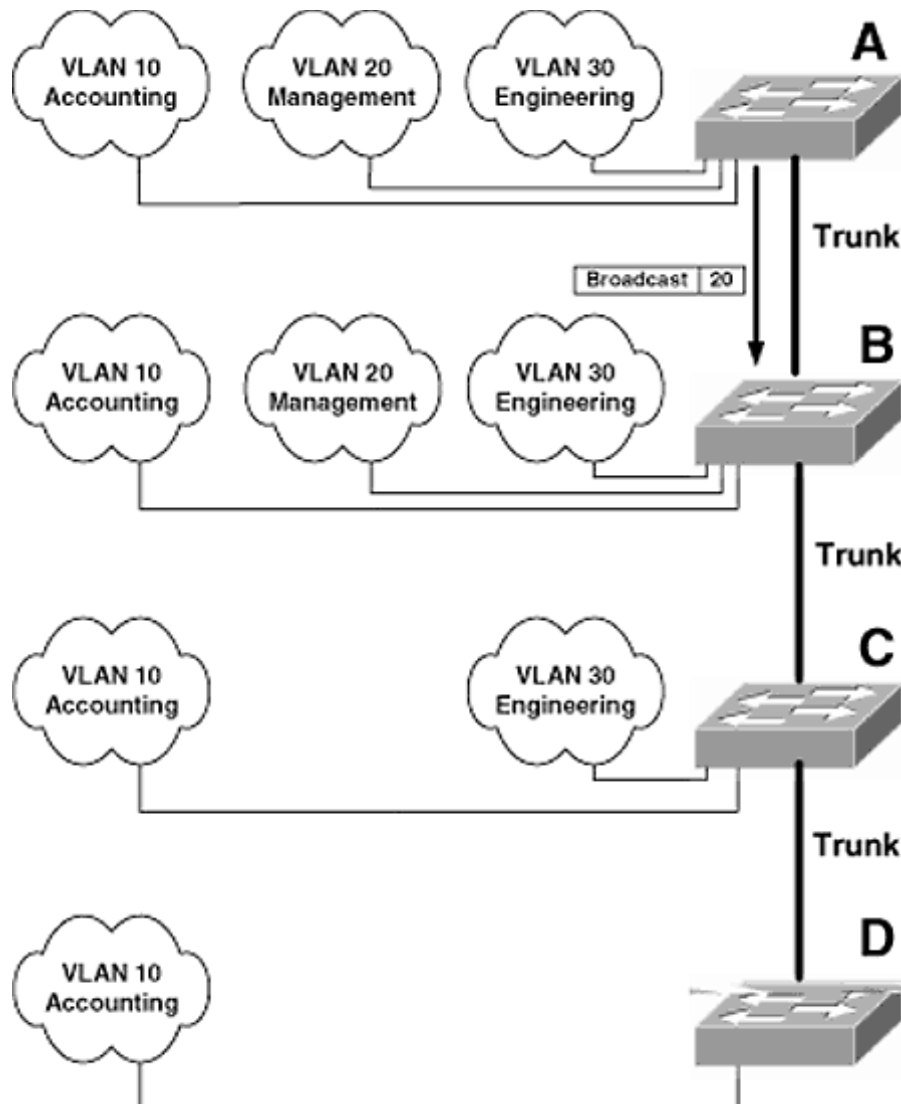 VLAN 10
Accounting
VLAN 20
Management
VLAN 30
Engineering
A
Trunk
Broadcast 20
B
VLAN 10
Accounting
VLAN 20
Management
VLAN 30
Engineering
Trunk
C
VLAN 10
Accounting
VLAN 30
Engineering
Trunk
D
VLAN 10
Accounting